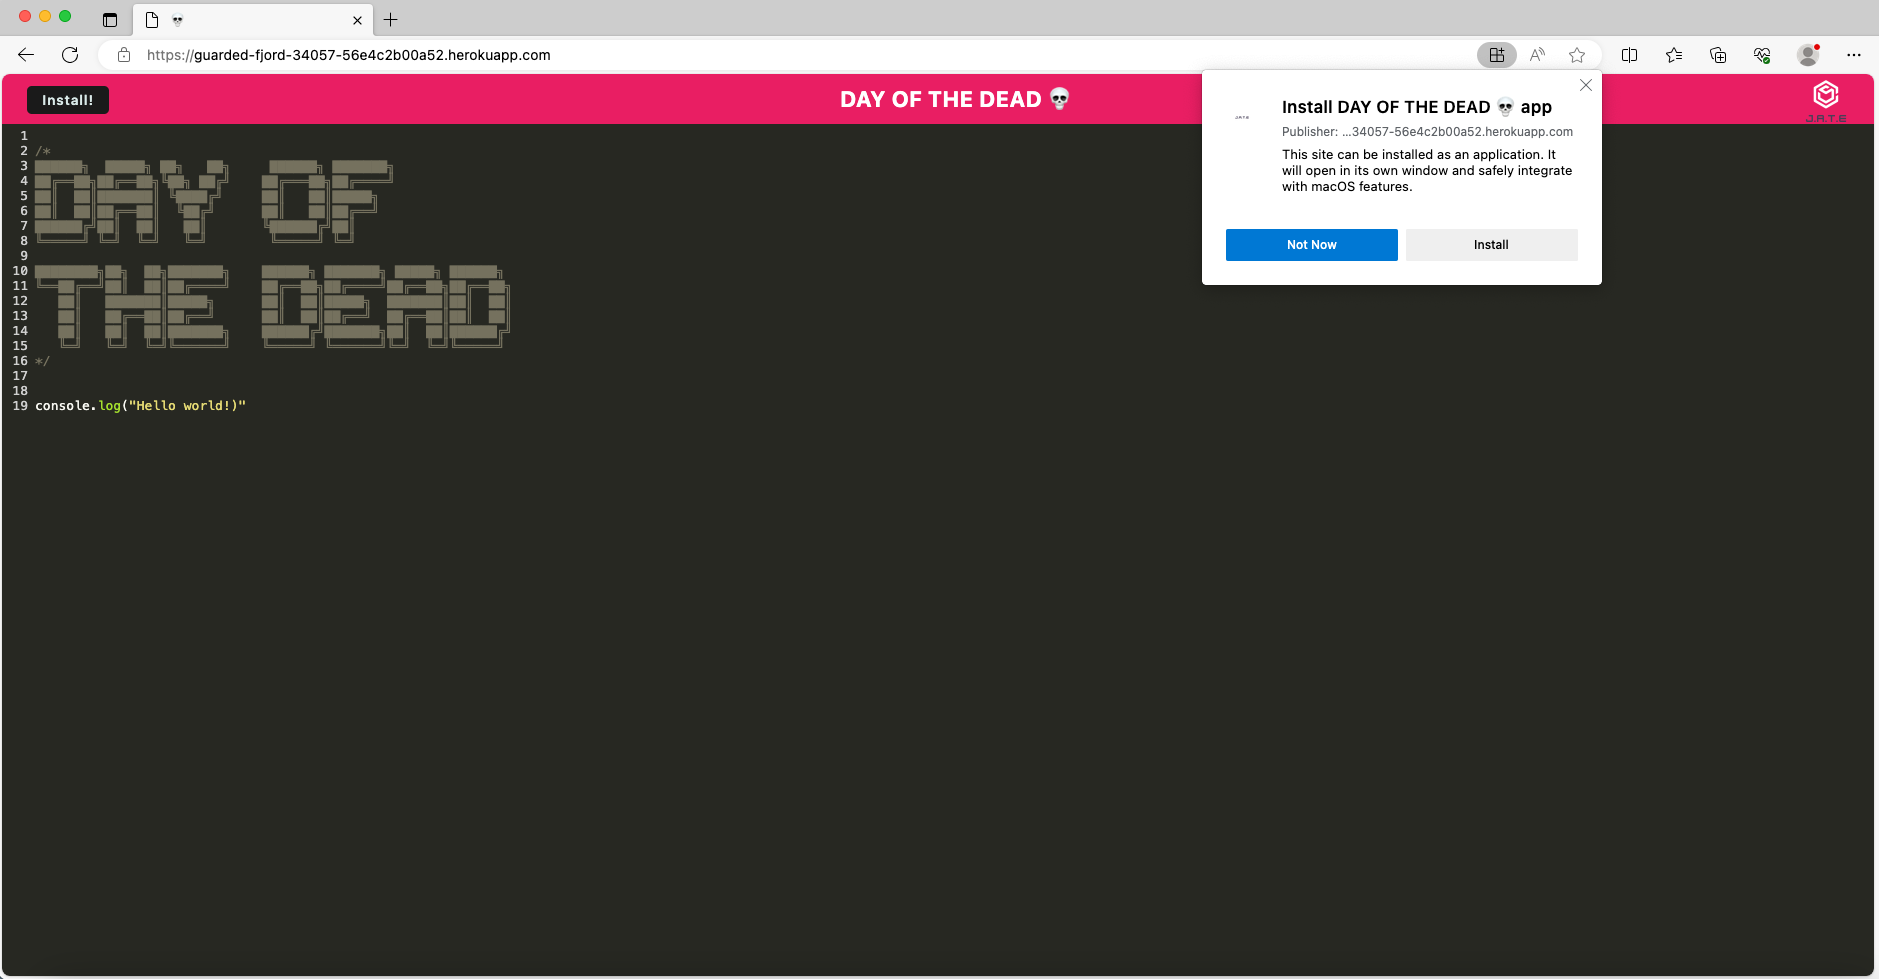 https://guarded-fjord-34057-56e4c2b00a52.herokuapp.com
Install!
DAY OF THE DEAD 💀
J.A.T.E
Install DAY OF THE DEAD 💀 app
Publisher: ...34057-56e4c2b00a52.herokuapp.com
This site can be installed as an application. It
will open in its own window and safely integrate
with macOS features.
Not Now
Install
1
2 /*
3
4
5
6
7
8
DAY OF
9
10
11
12
13
14
15
THE DEAD
16 */
17
18
19 console.log("Hello world!)"